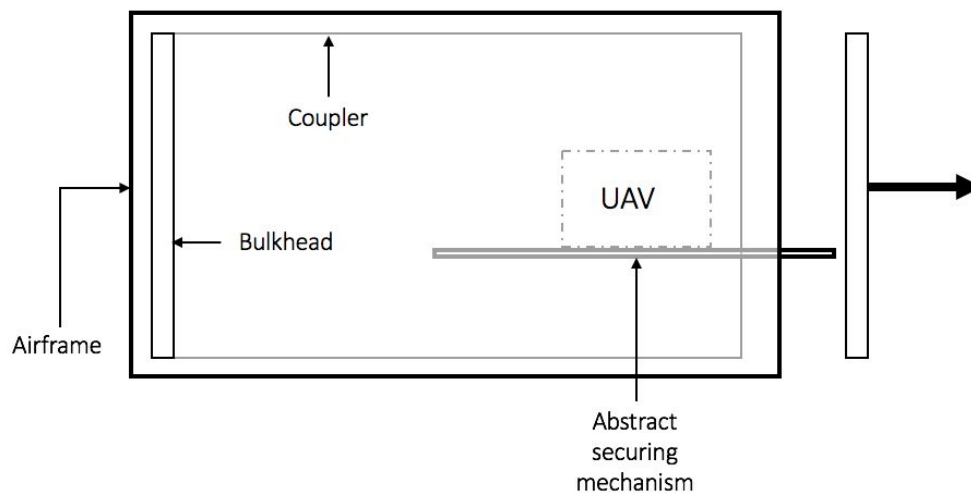 Coupler
UAV
Bulkhead
Airframe
Abstract
securing
mechanism